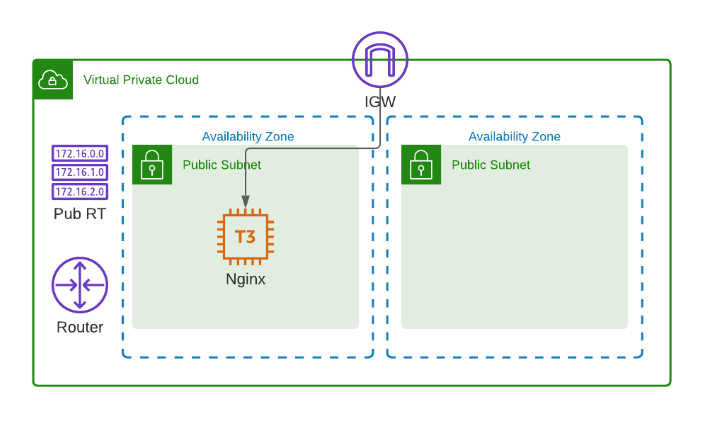 Virtual Private Cloud
IGW
Availability Zone
Availability Zone
172.16.0.0
172.16.1.0
172.16.2.0
Pub RT
Public Subnet
Public Subnet
T3
Nginx
Router